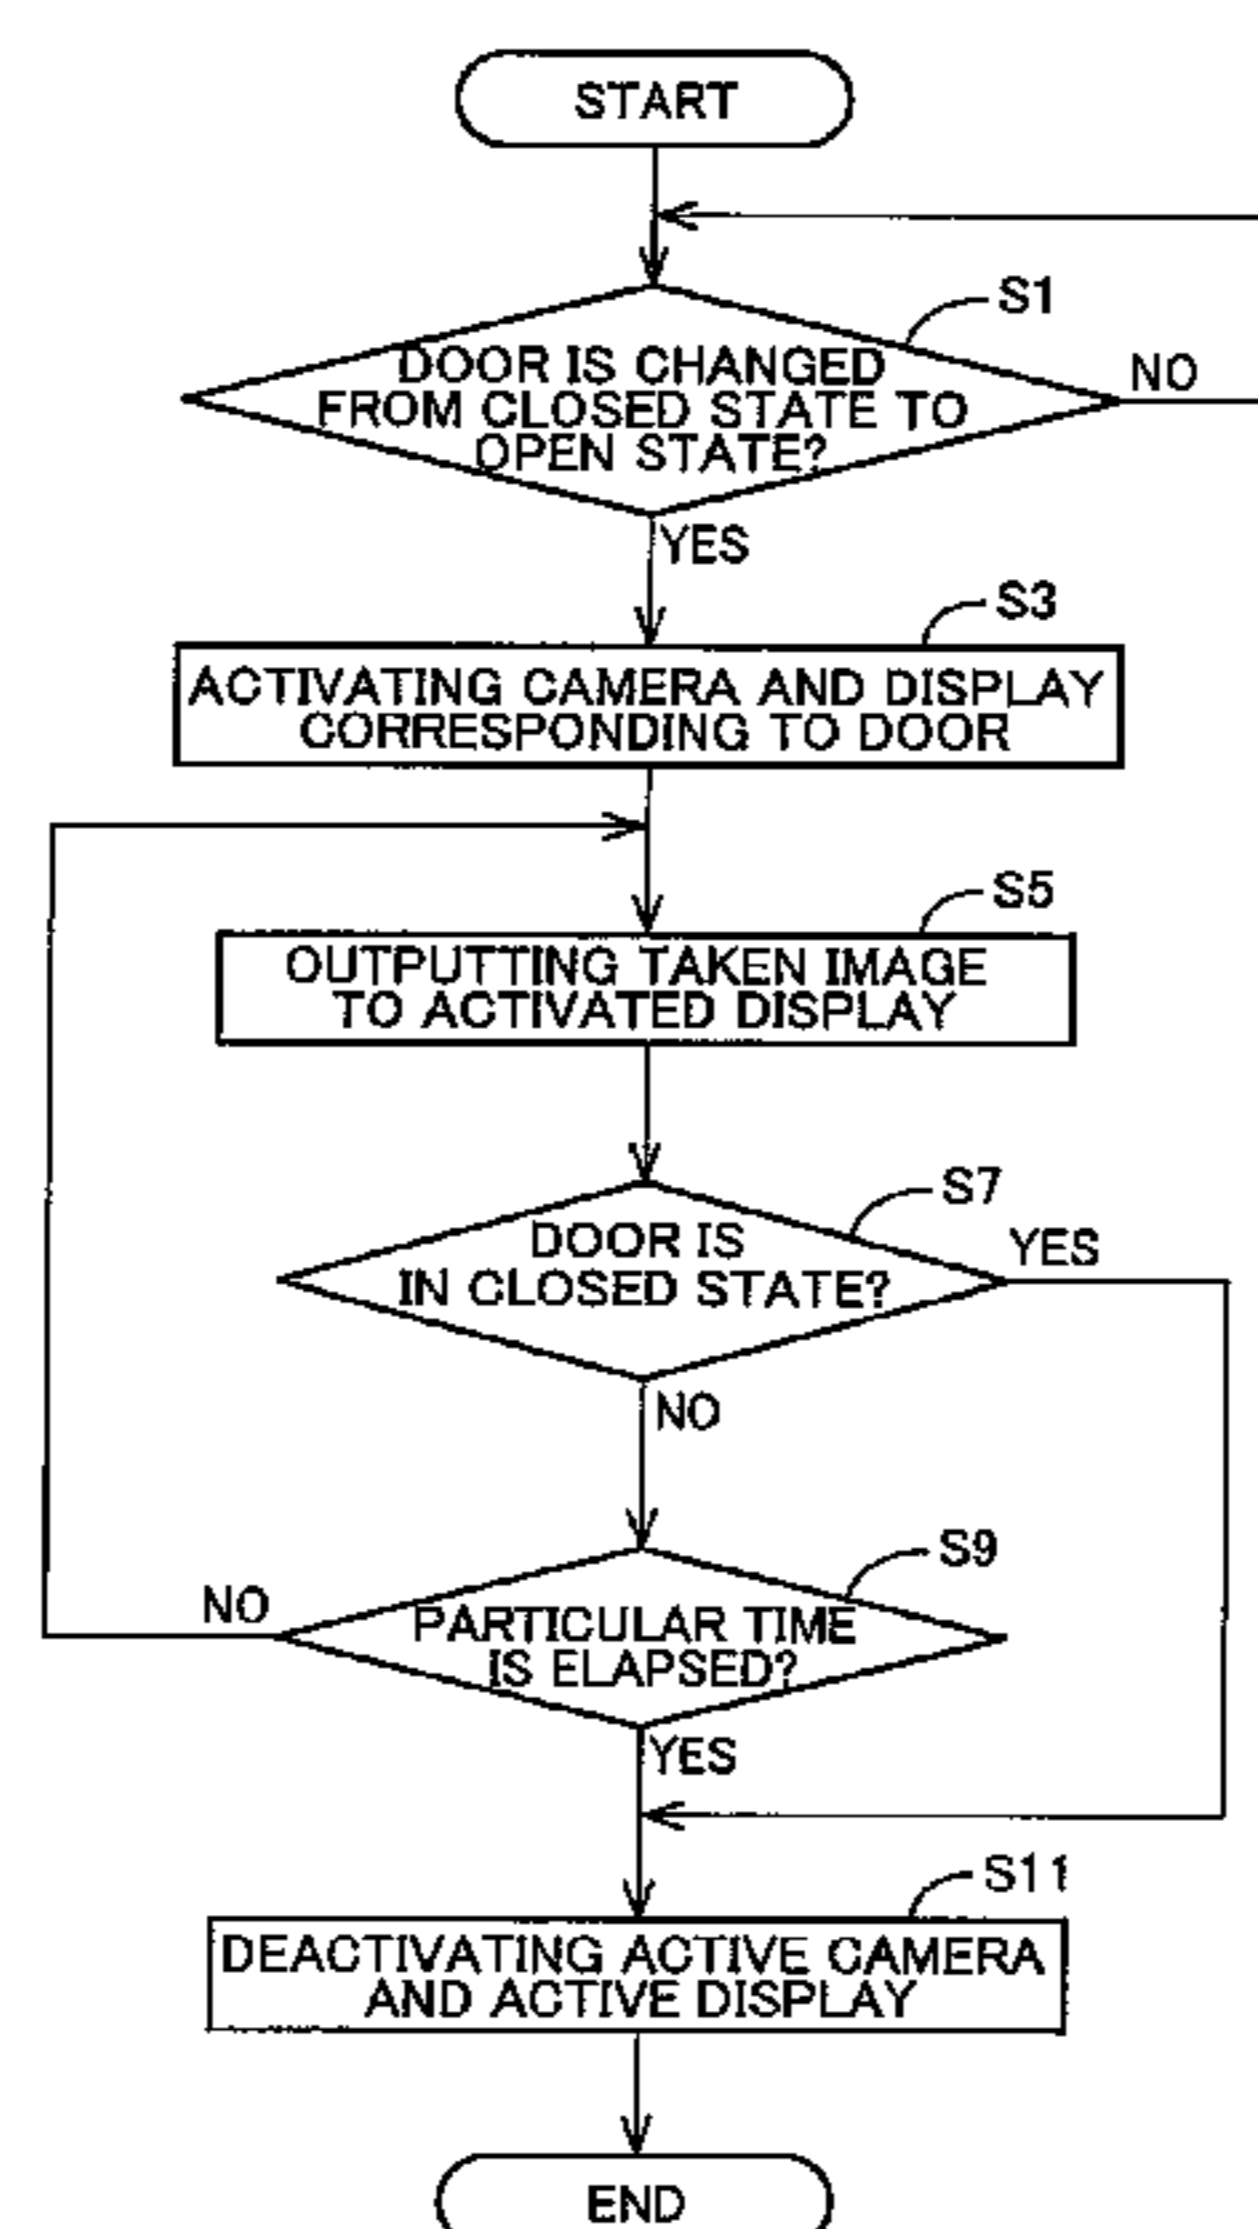 START
S1
DOOR IS CHANGED
FROM CLOSED STATE TO
OPEN STATE?
NO
YES
S3
ACTIVATING CAMERA AND DISPLAY
CORRESPONDING TO DOOR
S5
OUTPUTTING TAKEN IMAGE
TO ACTIVATED DISPLAY
S7
DOOR IS
IN CLOSED STATE?
YES
NO
S9
NO
PARTICULAR TIME
IS ELAPSED?
YES
S11
DEACTIVATING ACTIVE CAMERA
AND ACTIVE DISPLAY
END